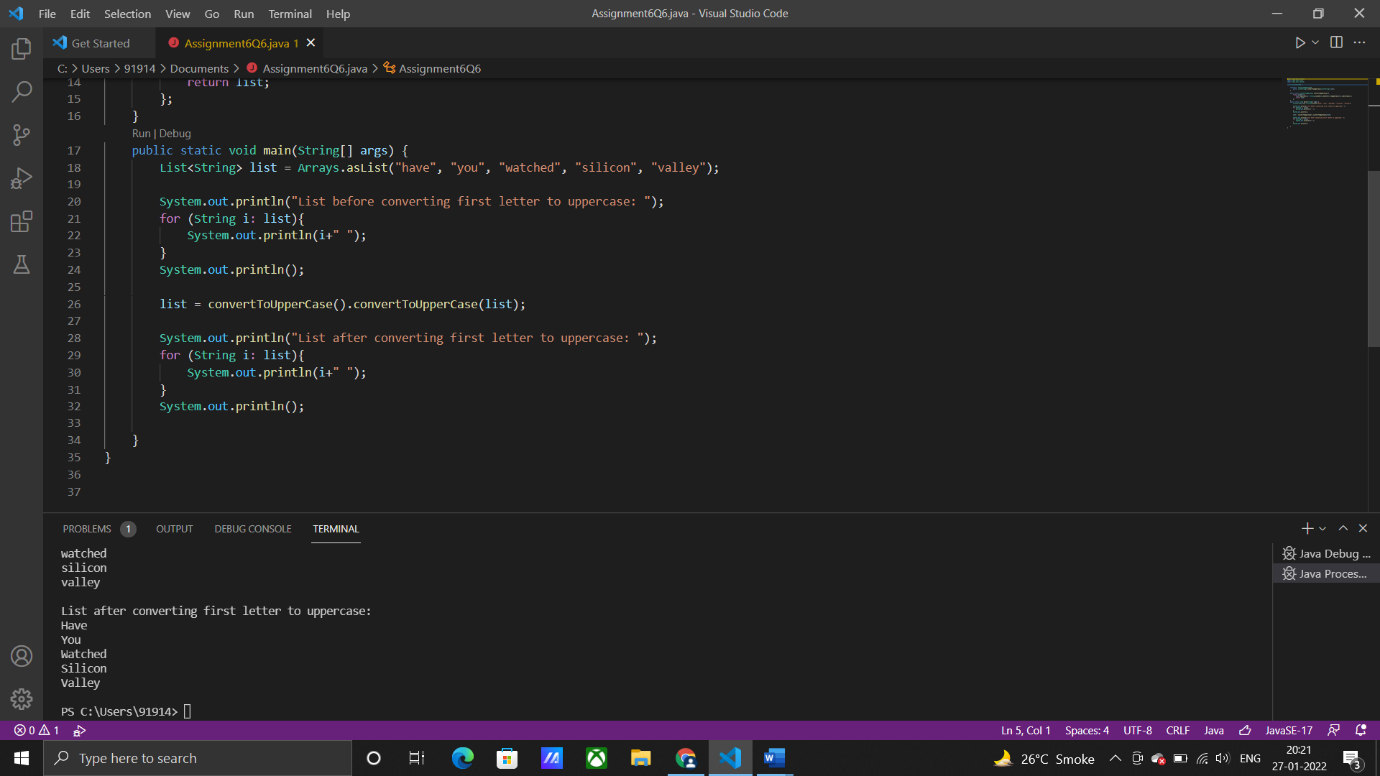 File Edit Selection View Go Run Terminal Help
Assignment6Q6.java - Visual Studio Code
Get Started
Assignment6Q6.java 1
C: > Users > 91914 > Documents > Assignment6Q6.java > Assignment6Q6
14 return list;
15 };
16 }
Run | Debug
17 public static void main(String[] args) {
18 List<String> list = Arrays.asList("have", "you", "watched", "silicon", "valley");
19
20 System.out.println("List before converting first letter to uppercase: ");
21 for (String i: list){
22 System.out.println(i+" ");
23 }
24 System.out.println();
25
26 list = convertToUpperCase().convertToUpperCase(list);
27
28 System.out.println("List after converting first letter to uppercase: ");
29 for (String i: list){
30 System.out.println(i+" ");
31 }
32 System.out.println();
33
34 }
35 }
36
37
PROBLEMS 1 OUTPUT DEBUG CONSOLE TERMINAL
watched
silicon
valley
List after converting first letter to uppercase:
Have
You
Watched
Silicon
Valley
PS C:\Users\91914>
Java Debug ...
Java Proces...
0 1
Ln 5, Col 1 Spaces: 4 UTF-8 CRLF Java JavaSE-17
Type here to search
26°C Smoke
ENG
20:21
27-01-2022
3